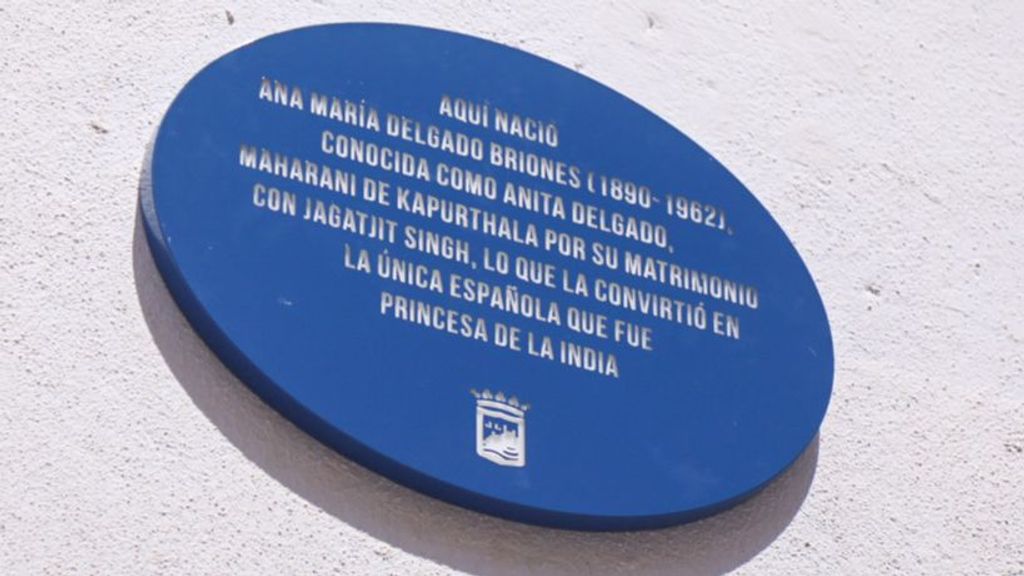 AQUÍ NACIÓ
ANA MARÍA DELGADO BRIONES (1890-1962),
CONOCIDA COMO ANITA DELGADO,
MAHARANI DE KAPURTHALA POR SU MATRIMONIO
CON JAGATJIT SINGH, LO QUE LA CONVIRTIÓ EN
LA ÚNICA ESPAÑOLA QUE FUE
PRINCESA DE LA INDIA